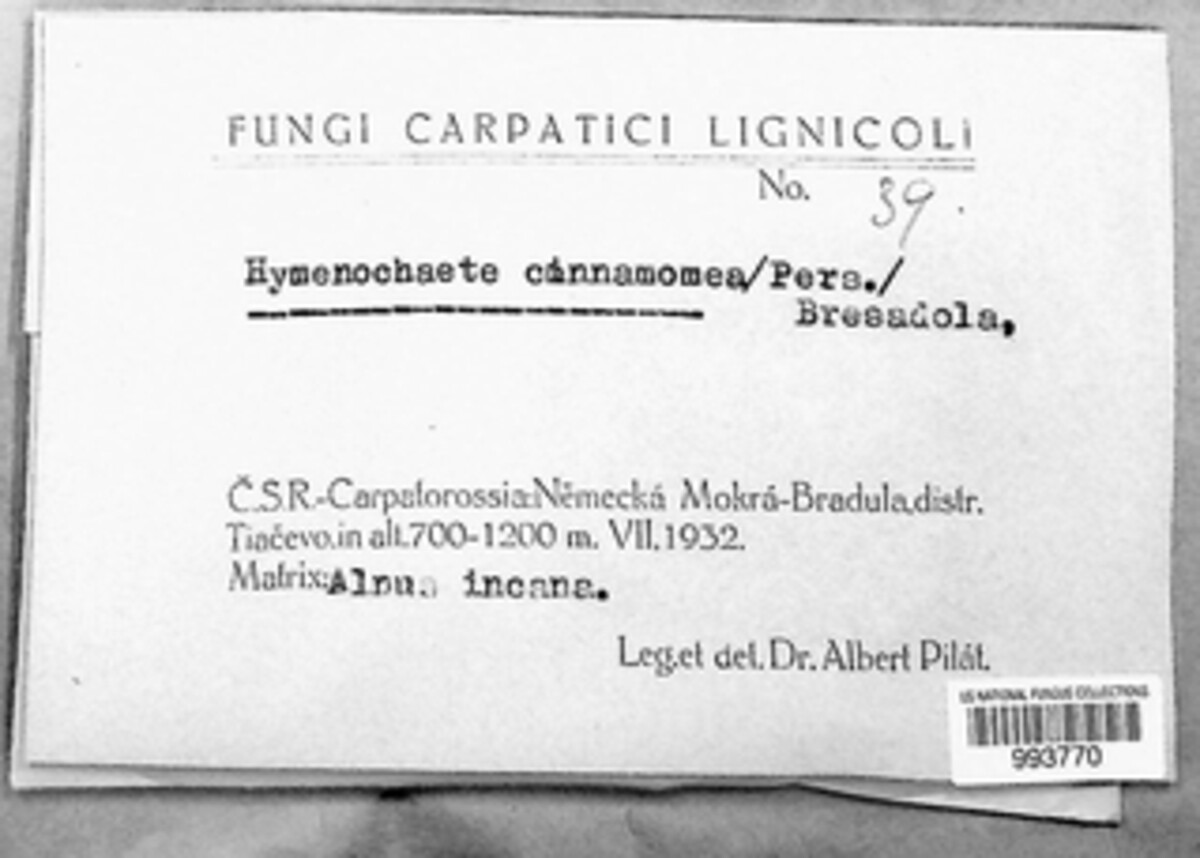 FUNGI CARPATICI LIGNICOLI
No. 39.
Hymenochaete cinnamomea/Pers./
Bresadola,
Č.S.R.-Carpatorossia:Německá Mokrá-Bradula,distr.
Tiačevo.in alt.700-1200 m. VII.1932.
Matrix:Alnus incana.
Leg.et det. Dr. Albert Pilát.
US NATIONAL FUNGUS COLLECTIONS
993770